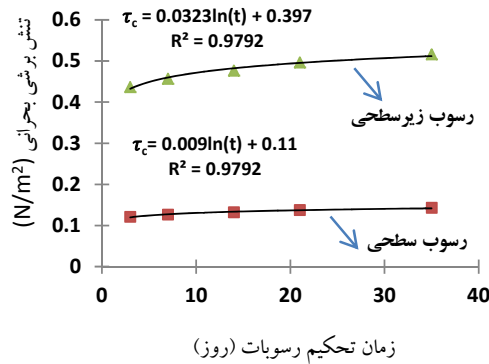 τc = 0.0323ln(t) + 0.397
R² = 0.9792
رسوب زیرسطحی
τc= 0.009ln(t) + 0.11
R² = 0.9792
رسوب سطحی
تنش برشی بحرانی (N/m²)
0.6
0.5
0.4
0.3
0.2
0.1
0
0 10 20 30 40
زمان تحکیم رسوبات (روز)